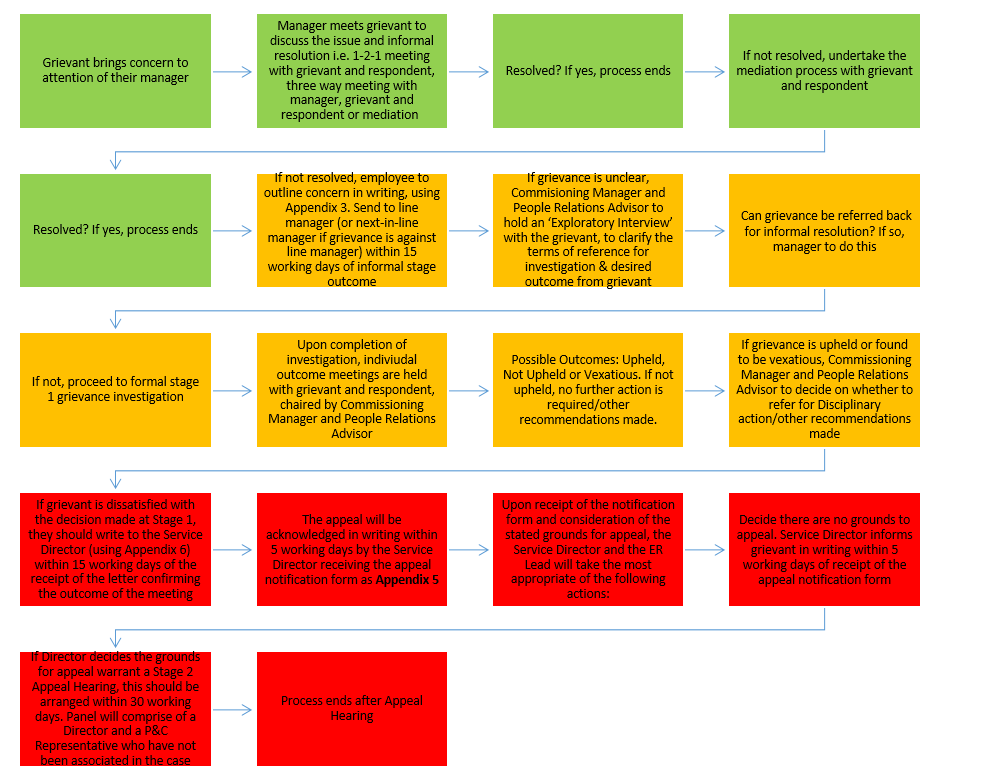 Grievant brings concern to
attention of their manager
Manager meets grievant to
discuss the issue and informal
resolution i.e. 1-2-1 meeting
with grievant and respondent,
three way meeting with
manager, grievant and
respondent or mediation
Resolved? If yes, process ends
If not resolved, undertake the
mediation process with grievant
and respondent
Resolved? If yes, process ends
If not resolved, employee to
outline concern in writing, using
Appendix 3. Send to line
manager (or next-in-line
manager if grievance is against
line manager) within 15
working days of informal stage
outcome
If grievance is unclear,
Commisioning Manager and
People Relations Advisor to
hold an ‘Exploratory Interview’
with the grievant, to clarify the
terms of reference for
investigation & desired
outcome from grievant
Can grievance be referred back
for informal resolution? If so,
manager to do this
If not, proceed to formal stage
1 grievance investigation
Upon completion of
investigation, indiviudal
outcome meetings are held
with grievant and respondent,
chaired by Commissioning
Manager and People Relations
Advisor
Possible Outcomes: Upheld,
Not Upheld or Vexatious. If not
upheld, no further action is
required/other
recommendations made.
If grievance is upheld or found
to be vexatious, Commissioning
Manager and People Relations
Advisor to decide on whether to
refer for Disciplinary
action/other recommendations
made
If grievant is dissatisfied with
the decision made at Stage 1,
they should write to the Service
Director (using Appendix 6)
within 15 working days of the
receipt of the letter confirming
the outcome of the meeting
The appeal will be
acknowledged in writing within
5 working days by the Service
Director receiving the appeal
notification form as Appendix 5
Upon receipt of the notification
form and consideration of the
stated grounds for appeal, the
Service Director and the ER
Lead will take the most
appropriate of the following
actions:
Decide there are no grounds to
appeal. Service Director informs
grievant in writing within 5
working days of receipt of the
appeal notification form
If Director decides the grounds
for appeal warrant a Stage 2
Appeal Hearing, this should be
arranged within 30 working
days. Panel will comprise of a
Director and a P&C
Representative who have not
been associated in the case
Process ends after Appeal
Hearing